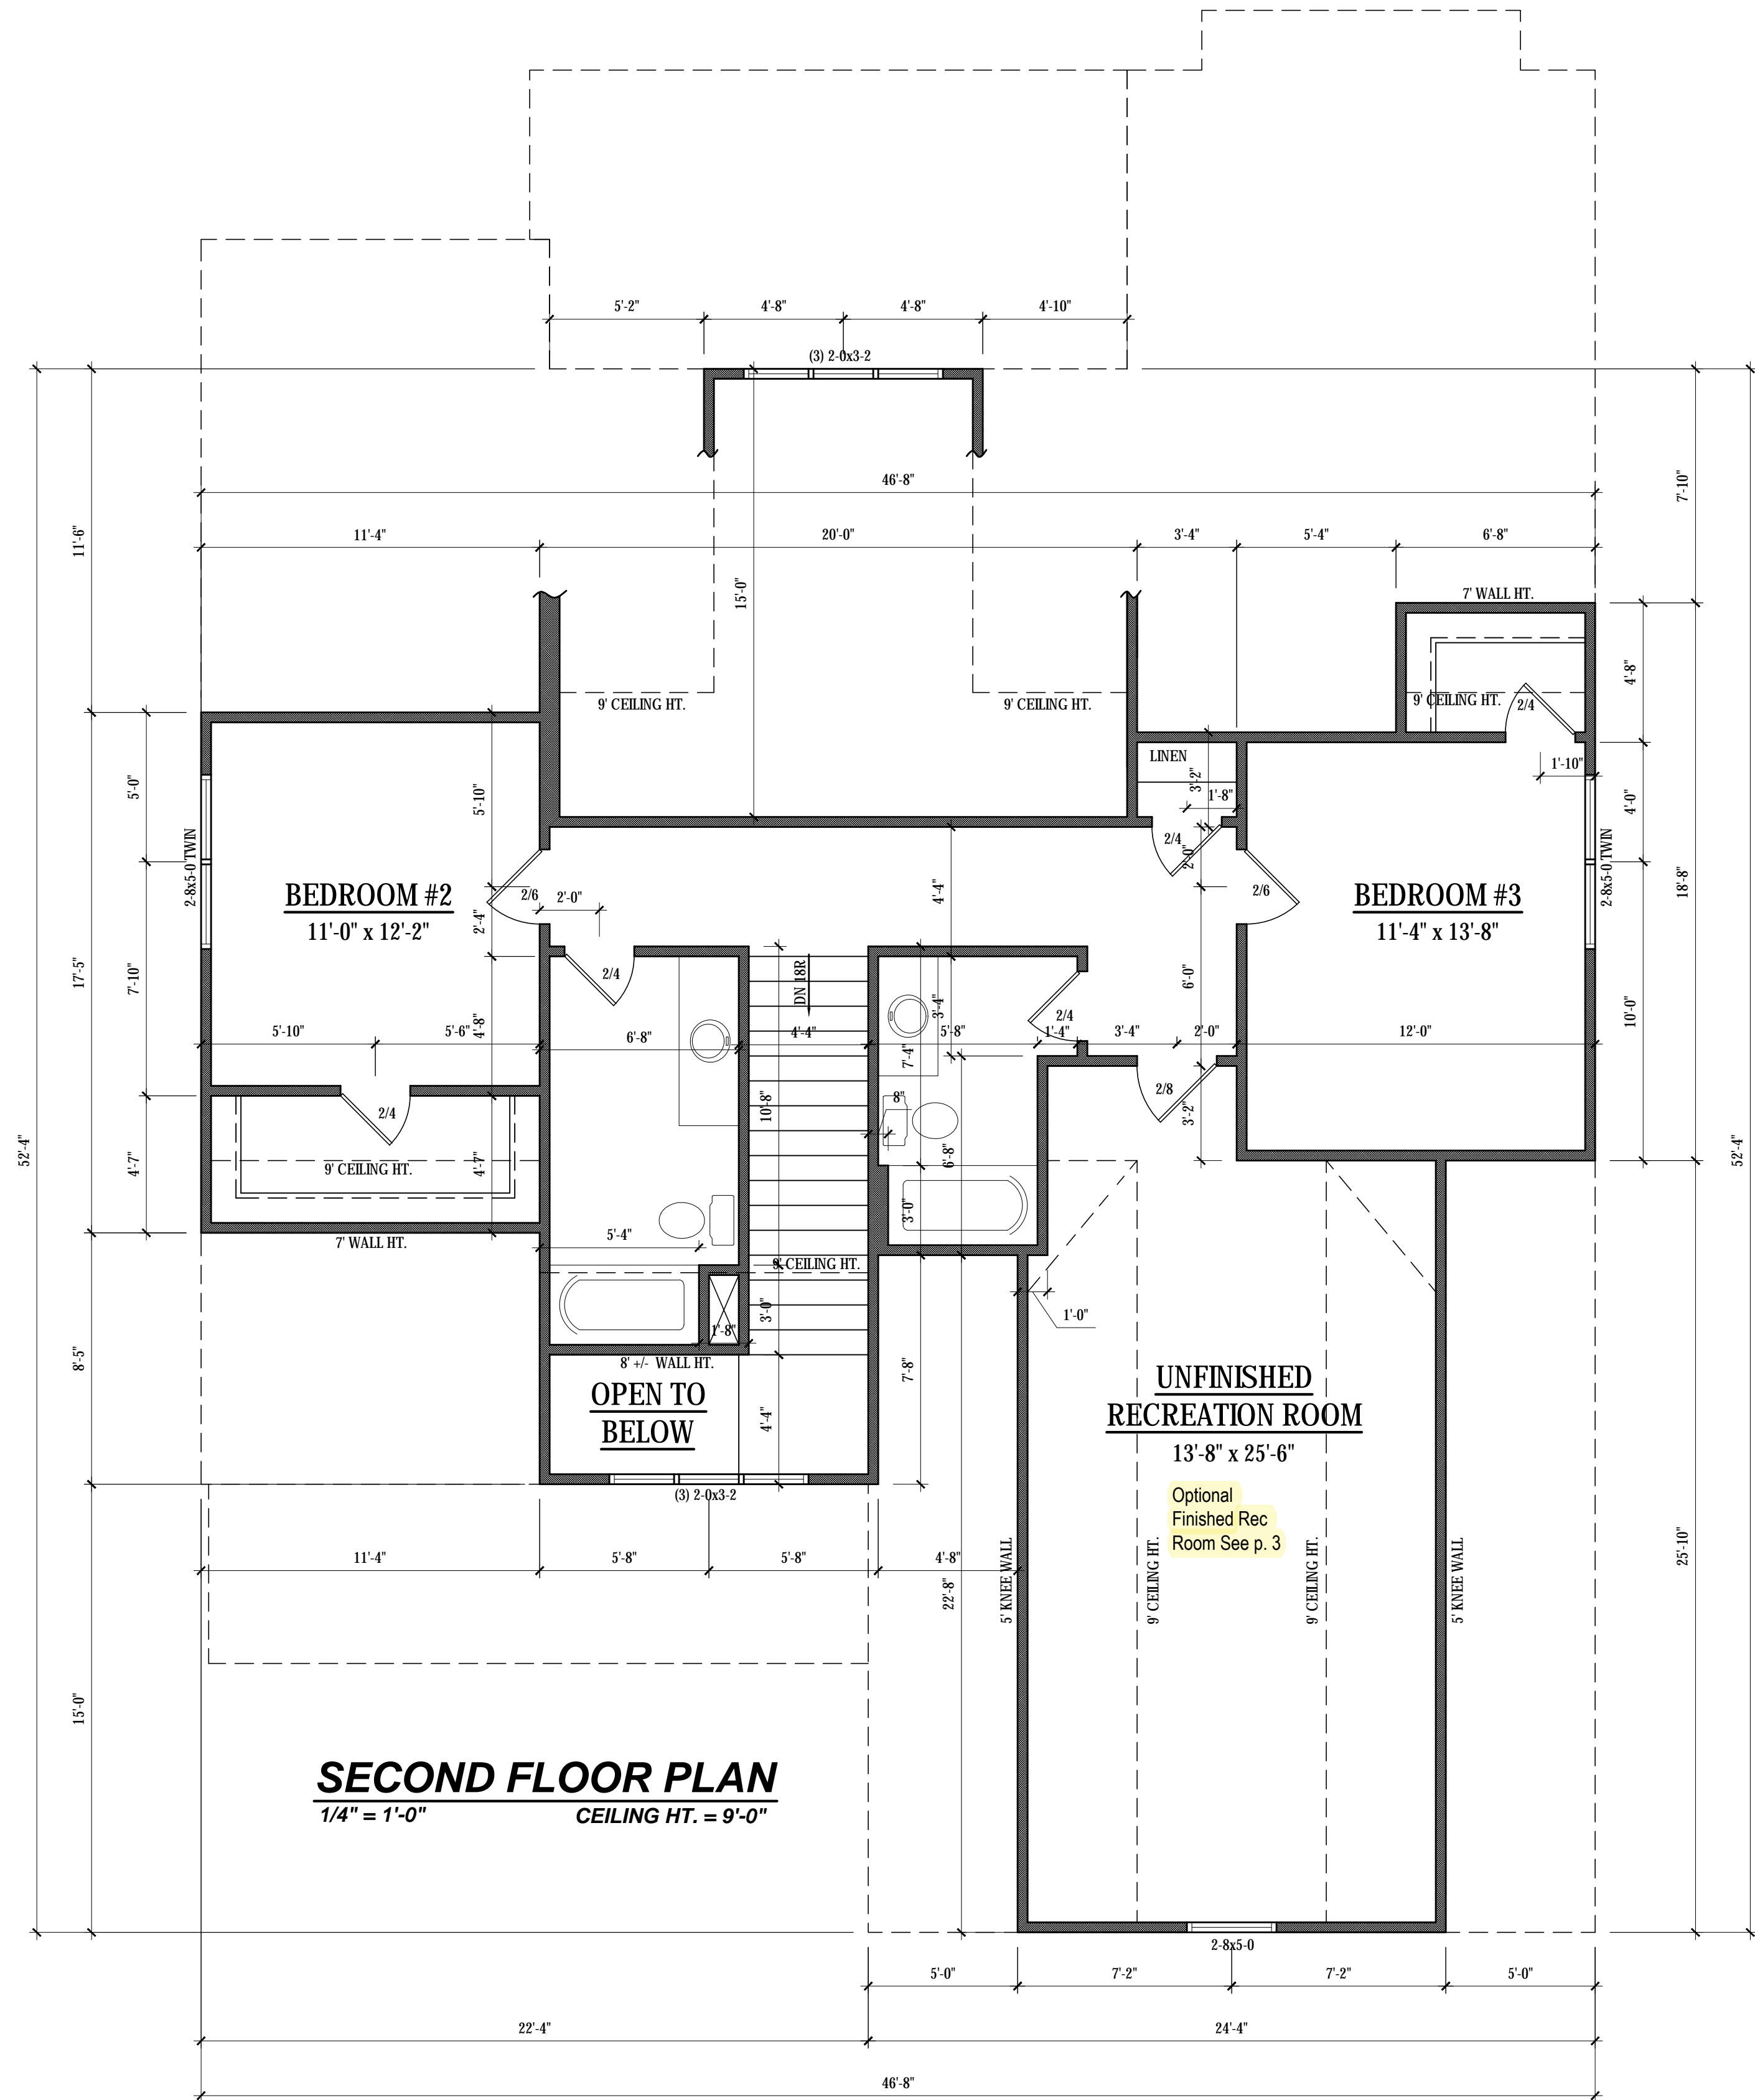 5'-2"
4'-8"
4'-8"
4'-10"
(3) 2-0x3-2
46'-8"
7'-10"
11'-6"
11'-4"
20'-0"
3'-4"
5'-4"
6'-8"
15'-0"
7' WALL HT.
4'-8"
9' CEILING HT.
9' CEILING HT.
9' CEILING HT.
2/4
LINEN
3'-2"
1'-8"
1'-10"
5'-0"
5'-10"
4'-0"
2-8x5-0 TWIN
2/4
2'-0"
2-8x5-0 TWIN
BEDROOM #2
11'-0" x 12'-2"
2/6
2'-0"
2'-4"
4'-4"
2/6
BEDROOM #3
11'-4" x 13'-8"
18'-8"
17'-5"
7'-10"
2/4
DN 18R
3'-4"
2/4
6'-0"
10'-0"
5'-10"
5'-6"
4'-8"
6'-8"
4'-4"
5'-8"
1'-4"
3'-4"
2'-0"
12'-0"
7'-4"
2/8
3'-2"
2/4
10'-8"
8"
52'-4"
4'-7"
9' CEILING HT.
4'-7"
6'-8"
52'-4"
3'-0"
7' WALL HT.
5'-4"
9' CEILING HT.
3'-0"
1'-8"
1'-0"
8'-5"
8' +/- WALL HT.
OPEN TO
BELOW
4'-4"
7'-8"
UNFINISHED
RECREATION ROOM
13'-8" x 25'-6"
(3) 2-0x3-2
Optional
Finished Rec
Room See p. 3
11'-4"
5'-8"
5'-8"
4'-8"
22'-8"
5' KNEE WALL
9' CEILING HT.
9' CEILING HT.
5' KNEE WALL
25'-10"
15'-0"
SECOND FLOOR PLAN
1/4" = 1'-0"
CEILING HT. = 9'-0"
2-8x5-0
5'-0"
7'-2"
7'-2"
5'-0"
22'-4"
24'-4"
46'-8"